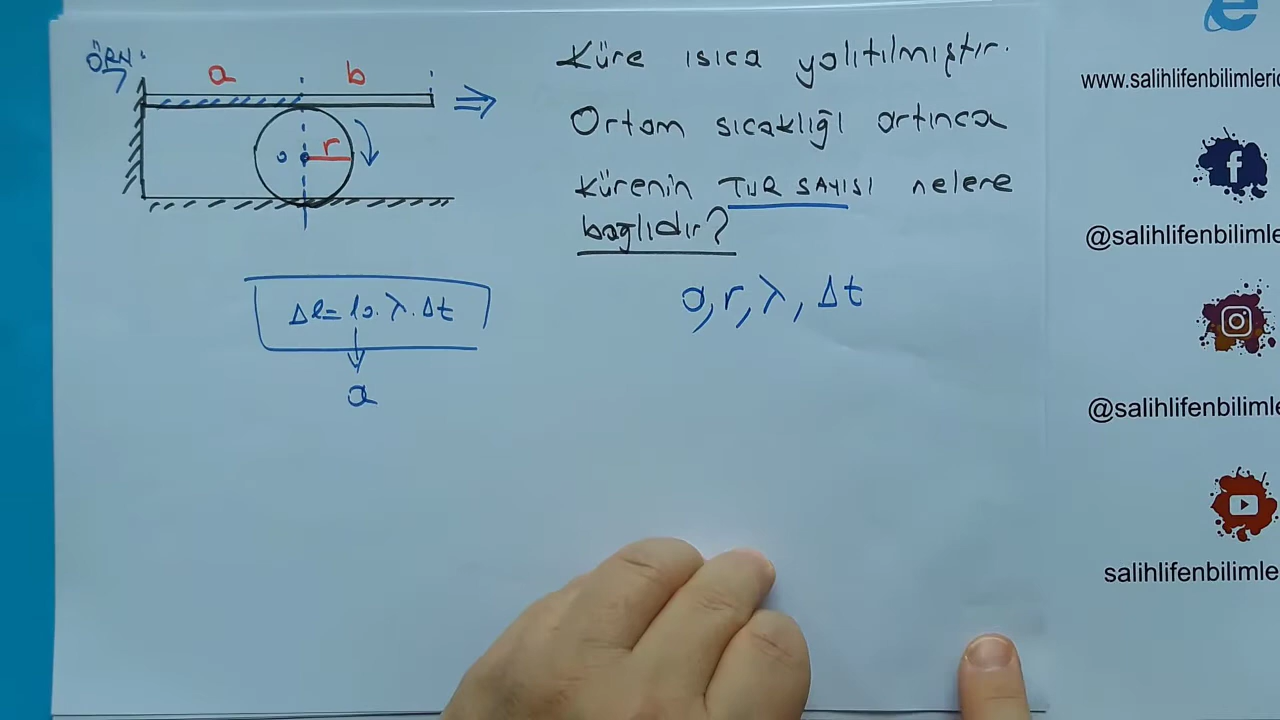 ÖRN:
a
b
o
r
Küre ısıca yalıtılmıştır.
Ortam sıcaklığı artınca
kürenin TUR SAYISI nelere
bağlıdır?
a, r, λ, Δt
Δl = l₀. λ. Δt
a
www.salihlifenbilimleri
@salihlifenbilimle
@salihlifenbilimle
salihlifenbilimle